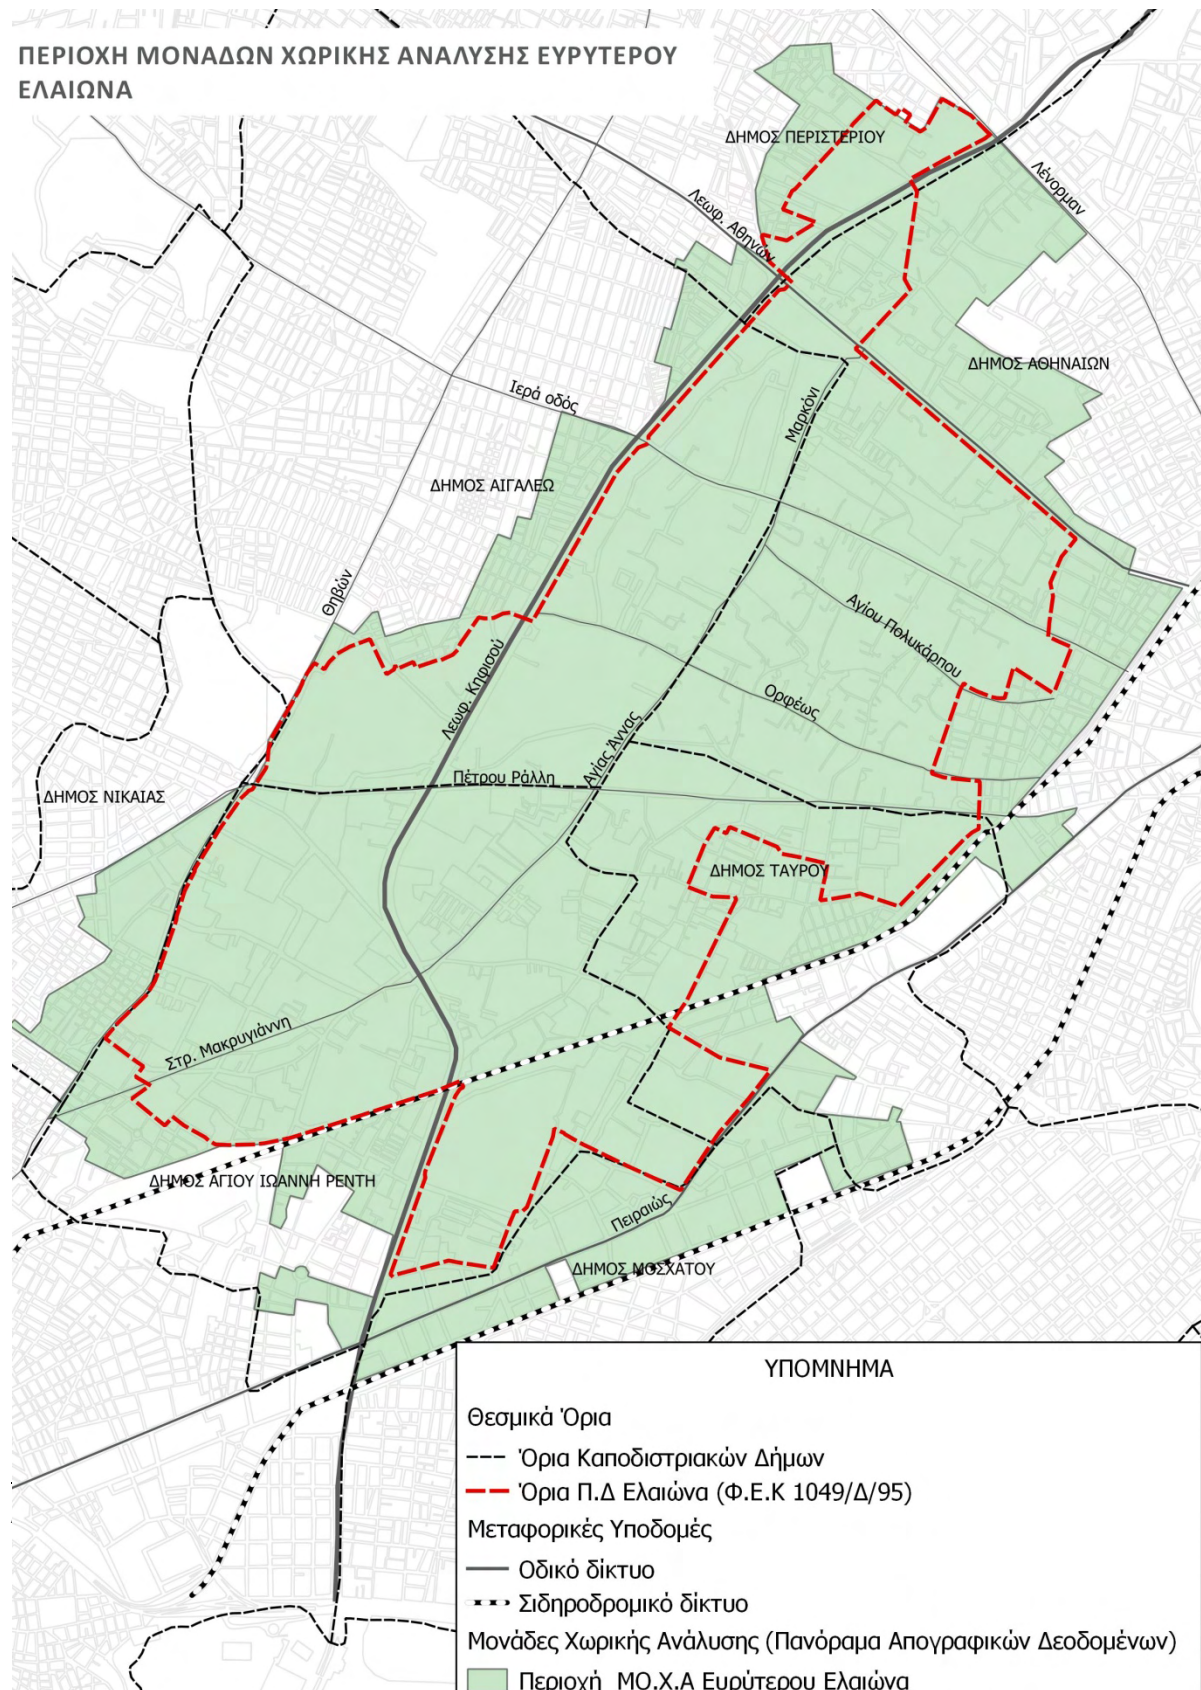 ΠΕΡΙΟΧΗ ΜΟΝΑΔΩΝ ΧΩΡΙΚΗΣ ΑΝΑΛΥΣΗΣ ΕΥΡΥΤΕΡΟΥ
ΕΛΑΙΩΝΑ
ΔΗΜΟΣ ΠΕΡΙΣΤΕΡΙΟΥ
Λένορμαν
Λεωφ. Αθηνών
ΔΗΜΟΣ ΑΘΗΝΑΙΩΝ
Ιερά οδός
Μαρκόνι
ΔΗΜΟΣ ΑΙΓΑΛΕΩ
Θηβών
Αγίου Πολυκάρπου
Λεωφ. Κηφισού
Ορφέως
Αγίας Άννας
Πέτρου Ράλλη
ΔΗΜΟΣ ΝΙΚΑΙΑΣ
ΔΗΜΟΣ ΤΑΥΡΟΥ
Στρ. Μακρυγιάννη
ΔΗΜΟΣ ΑΓΙΟΥ ΙΩΑΝΝΗ ΡΕΝΤΗ
Πειραιώς
ΔΗΜΟΣ ΜΟΣΧΑΤΟΥ
ΥΠΟΜΝΗΜΑ
Θεσμικά Όρια
Όρια Καποδιστριακών Δήμων
Όρια Π.Δ Ελαιώνα (Φ.Ε.Κ 1049/Δ/95)
Μεταφορικές Υποδομές
Οδικό δίκτυο
Σιδηροδρομικό δίκτυο
Μονάδες Χωρικής Ανάλυσης (Πανόραμα Απογραφικών Δεοδομένων)
Περιοχή ΜΟ.Χ.Α Ευρύτερου Ελαιώνα